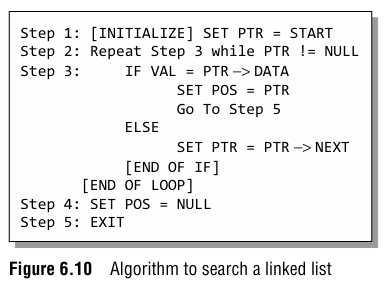 Step 1: [INITIALIZE] SET PTR = START
Step 2: Repeat Step 3 while PTR != NULL
Step 3: IF VAL = PTR −> DATA
SET POS = PTR
Go To Step 5
ELSE
SET PTR = PTR −> NEXT
[END OF IF]
[END OF LOOP]
Step 4: SET POS = NULL
Step 5: EXIT
Figure 6.10 Algorithm to search a linked list